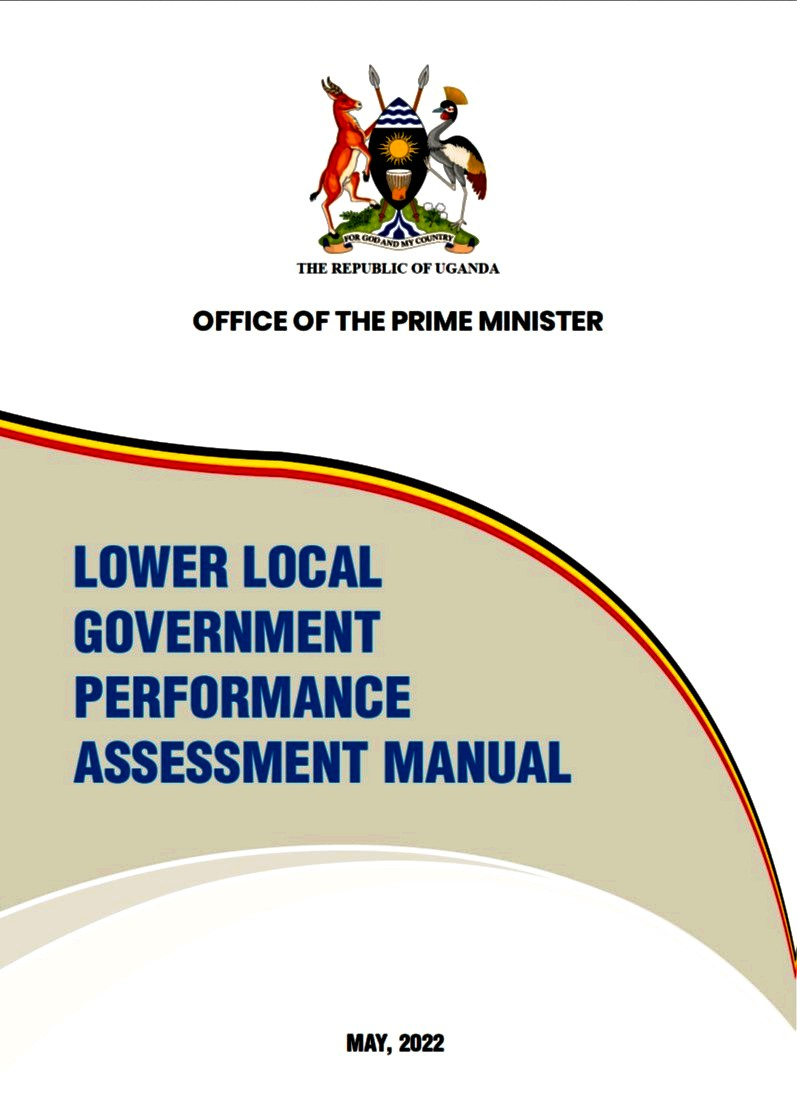 FOR GOD AND MY COUNTRY
THE REPUBLIC OF UGANDA
OFFICE OF THE PRIME MINISTER
LOWER LOCAL
GOVERNMENT
PERFORMANCE
ASSESSMENT MANUAL
MAY, 2022